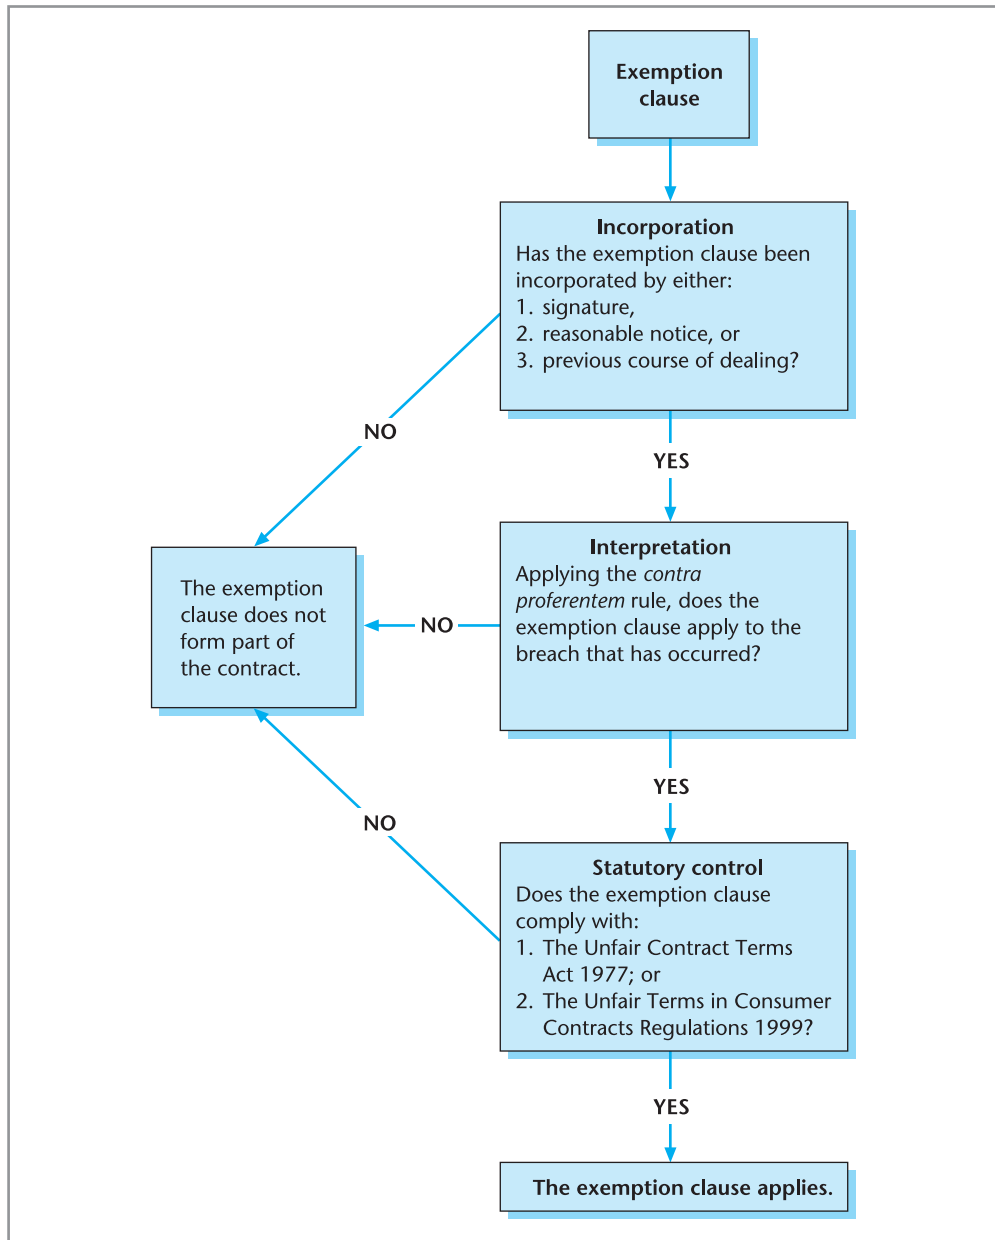 Exemption
clause
Incorporation
Has the exemption clause been
incorporated by either:
1. signature,
2. reasonable notice, or
3. previous course of dealing?
NO
YES
Interpretation
Applying the contra
proferentem rule, does the
exemption clause apply to the
breach that has occurred?
NO
The exemption
clause does not
form part of
the contract.
YES
NO
Statutory control
Does the exemption clause
comply with:
1. The Unfair Contract Terms
Act 1977; or
2. The Unfair Terms in Consumer
Contracts Regulations 1999?
YES
The exemption clause applies.